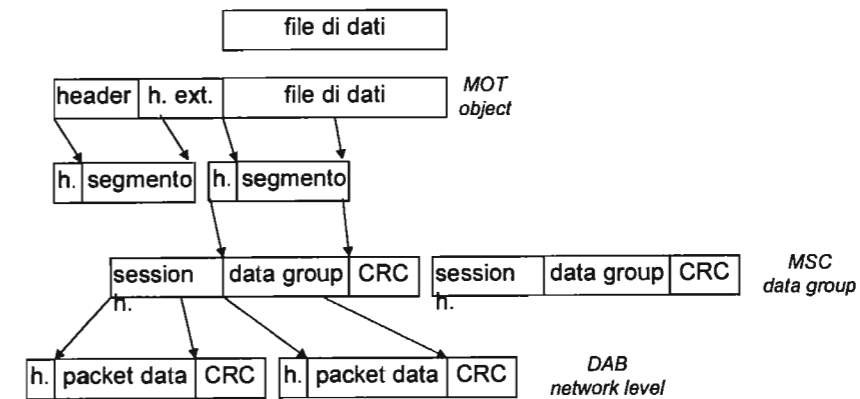 file di dati
header h. ext. file di dati MOT
object
h. segmento h. segmento
session data group CRC session data group CRC MSC
h. h. data group
h. packet data CRC h. packet data CRC DAB
network level